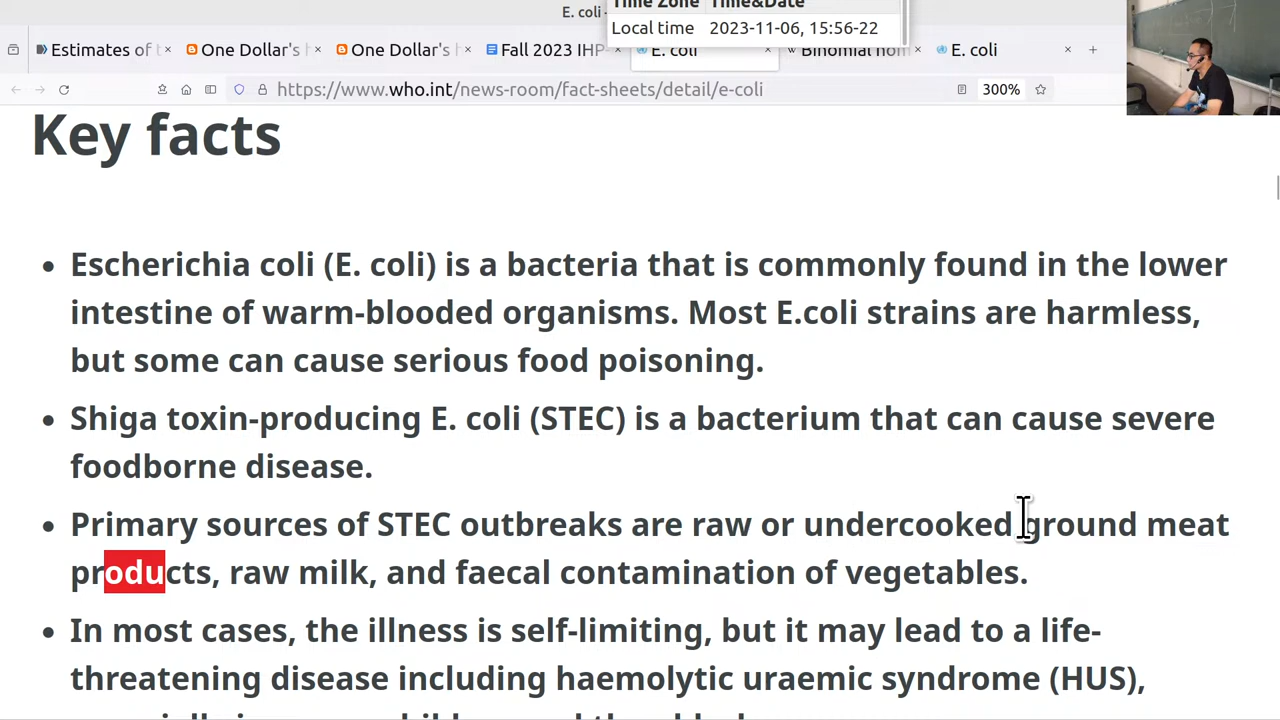 E. coli
Time Zone Time&Date
Local time 2023-11-06, 15:56-22
Estimates of t
One Dollar's
One Dollar's
Fall 2023 IHP
E. coli
Binomial nom
E. coli
https://www.who.int/news-room/fact-sheets/detail/e-coli
300%
Key facts
• Escherichia coli (E. coli) is a bacteria that is commonly found in the lower
intestine of warm-blooded organisms. Most E.coli strains are harmless,
but some can cause serious food poisoning.
• Shiga toxin-producing E. coli (STEC) is a bacterium that can cause severe
foodborne disease.
• Primary sources of STEC outbreaks are raw or undercooked ground meat
products, raw milk, and faecal contamination of vegetables.
• In most cases, the illness is self-limiting, but it may lead to a life-
threatening disease including haemolytic uraemic syndrome (HUS),